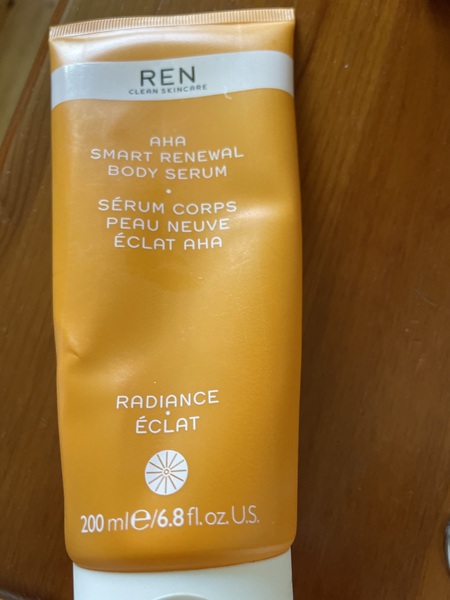 REN
CLEAN SKINCARE
AHA
SMART RENEWAL
BODY SERUM
•
SÉRUM CORPS
PEAU NEUVE
ÉCLAT AHA
RADIANCE
•
ÉCLAT
200 ml℮/6.8 fl. oz. U.S.